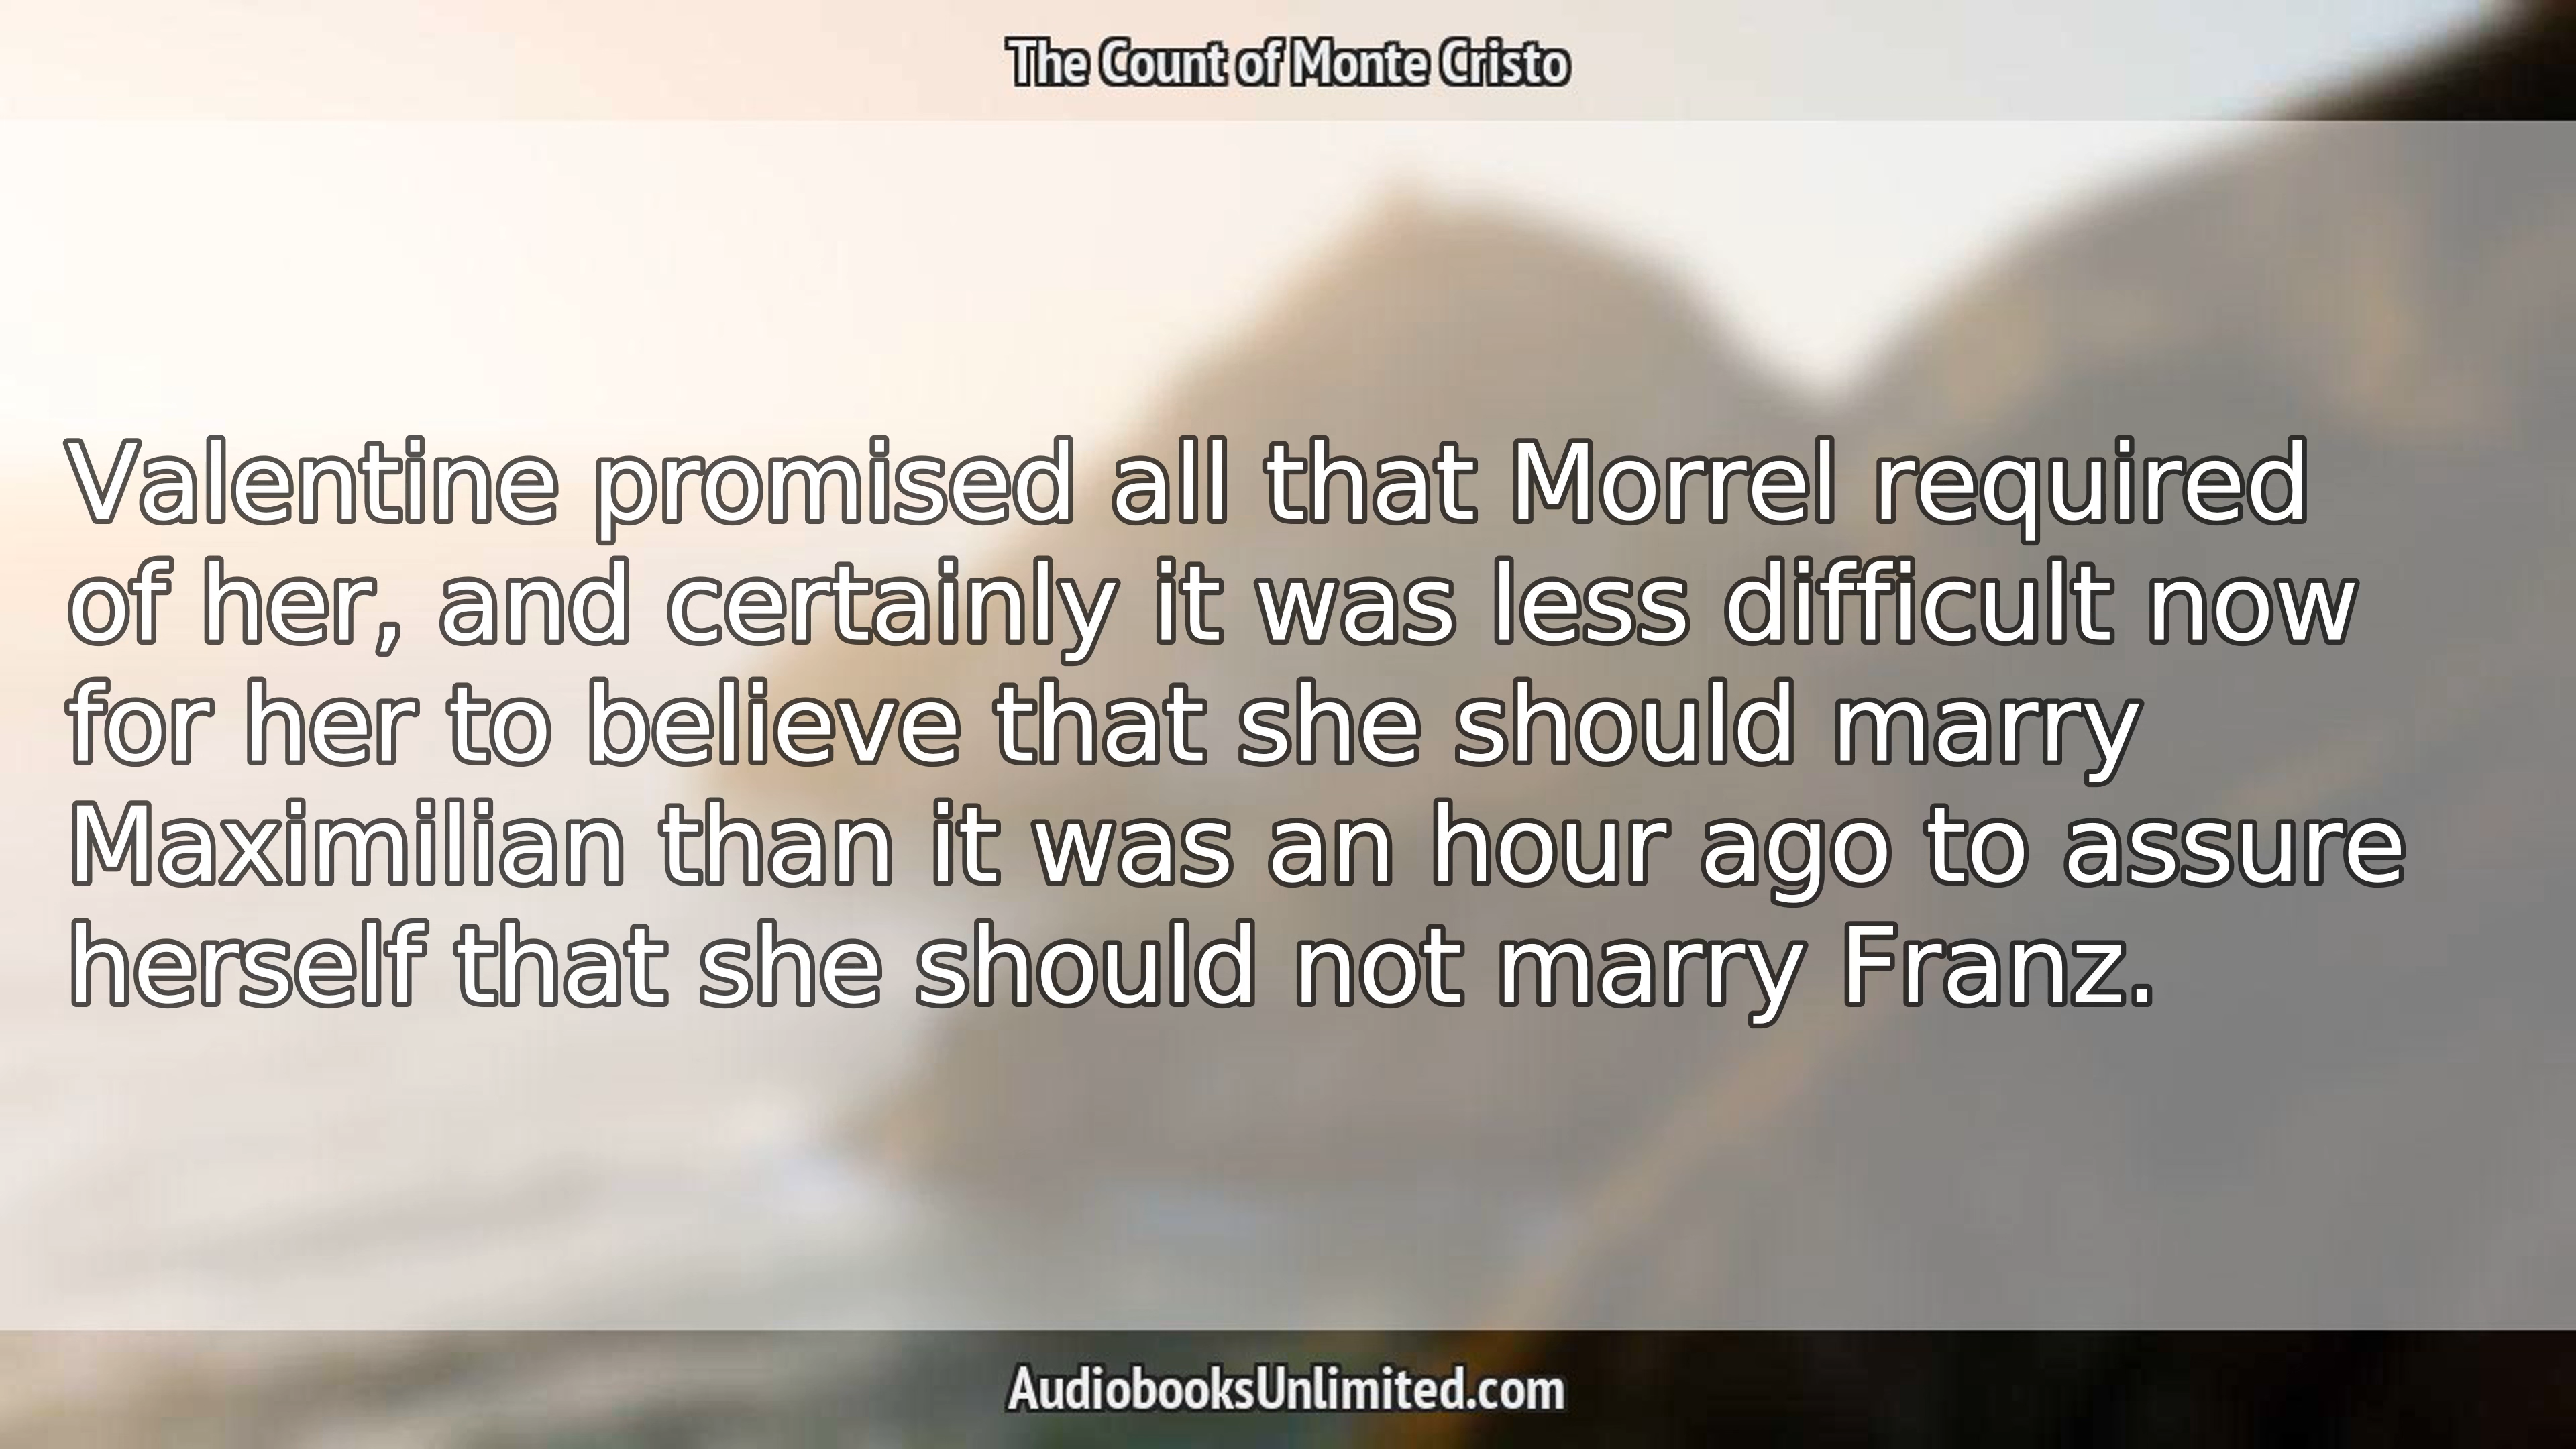 The Count of Monte Cristo
Valentine promised all that Morrel required
of her, and certainly it was less difficult now
for her to believe that she should marry
Maximilian than it was an hour ago to assure
herself that she should not marry Franz.
AudiobooksUnlimited.com